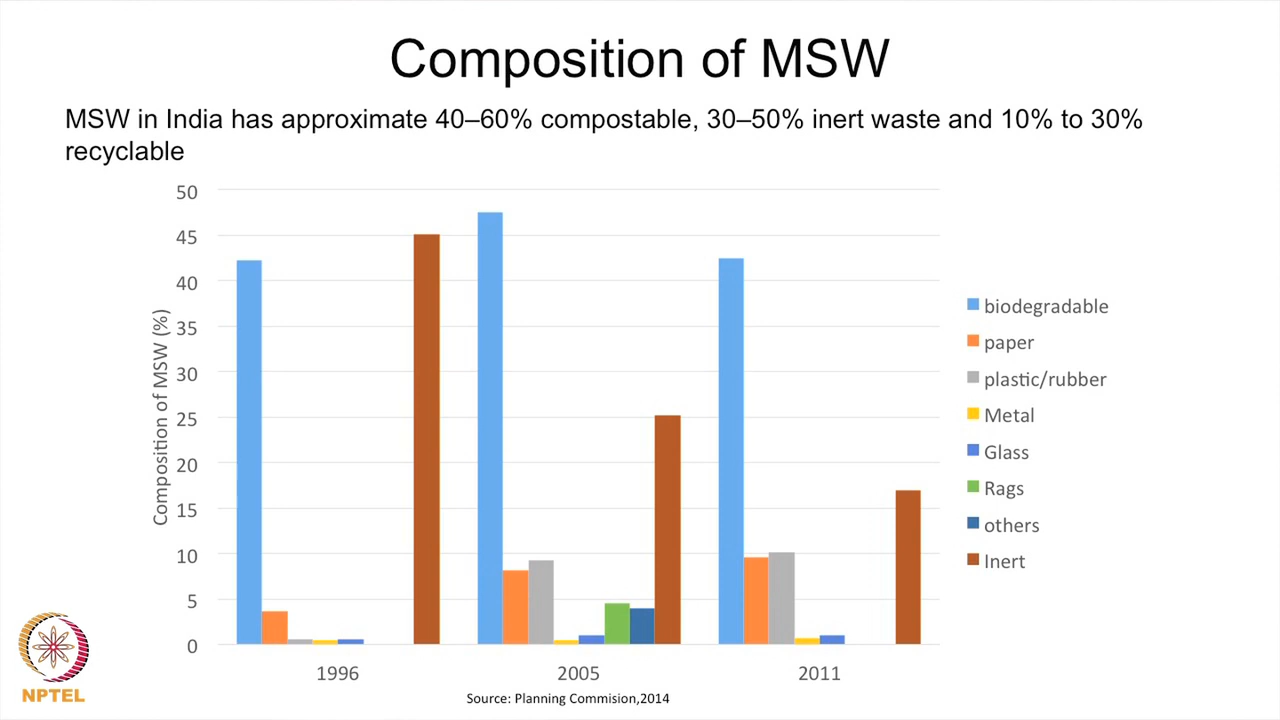 Composition of MSW
MSW in India has approximate 40–60% compostable, 30–50% inert waste and 10% to 30%
recyclable
Composition of MSW (%)
50
45
40
35
30
25
20
15
10
5
0
1996
2005
2011
biodegradable
paper
plastic/rubber
Metal
Glass
Rags
others
Inert
Source: Planning Commision,2014
NPTEL